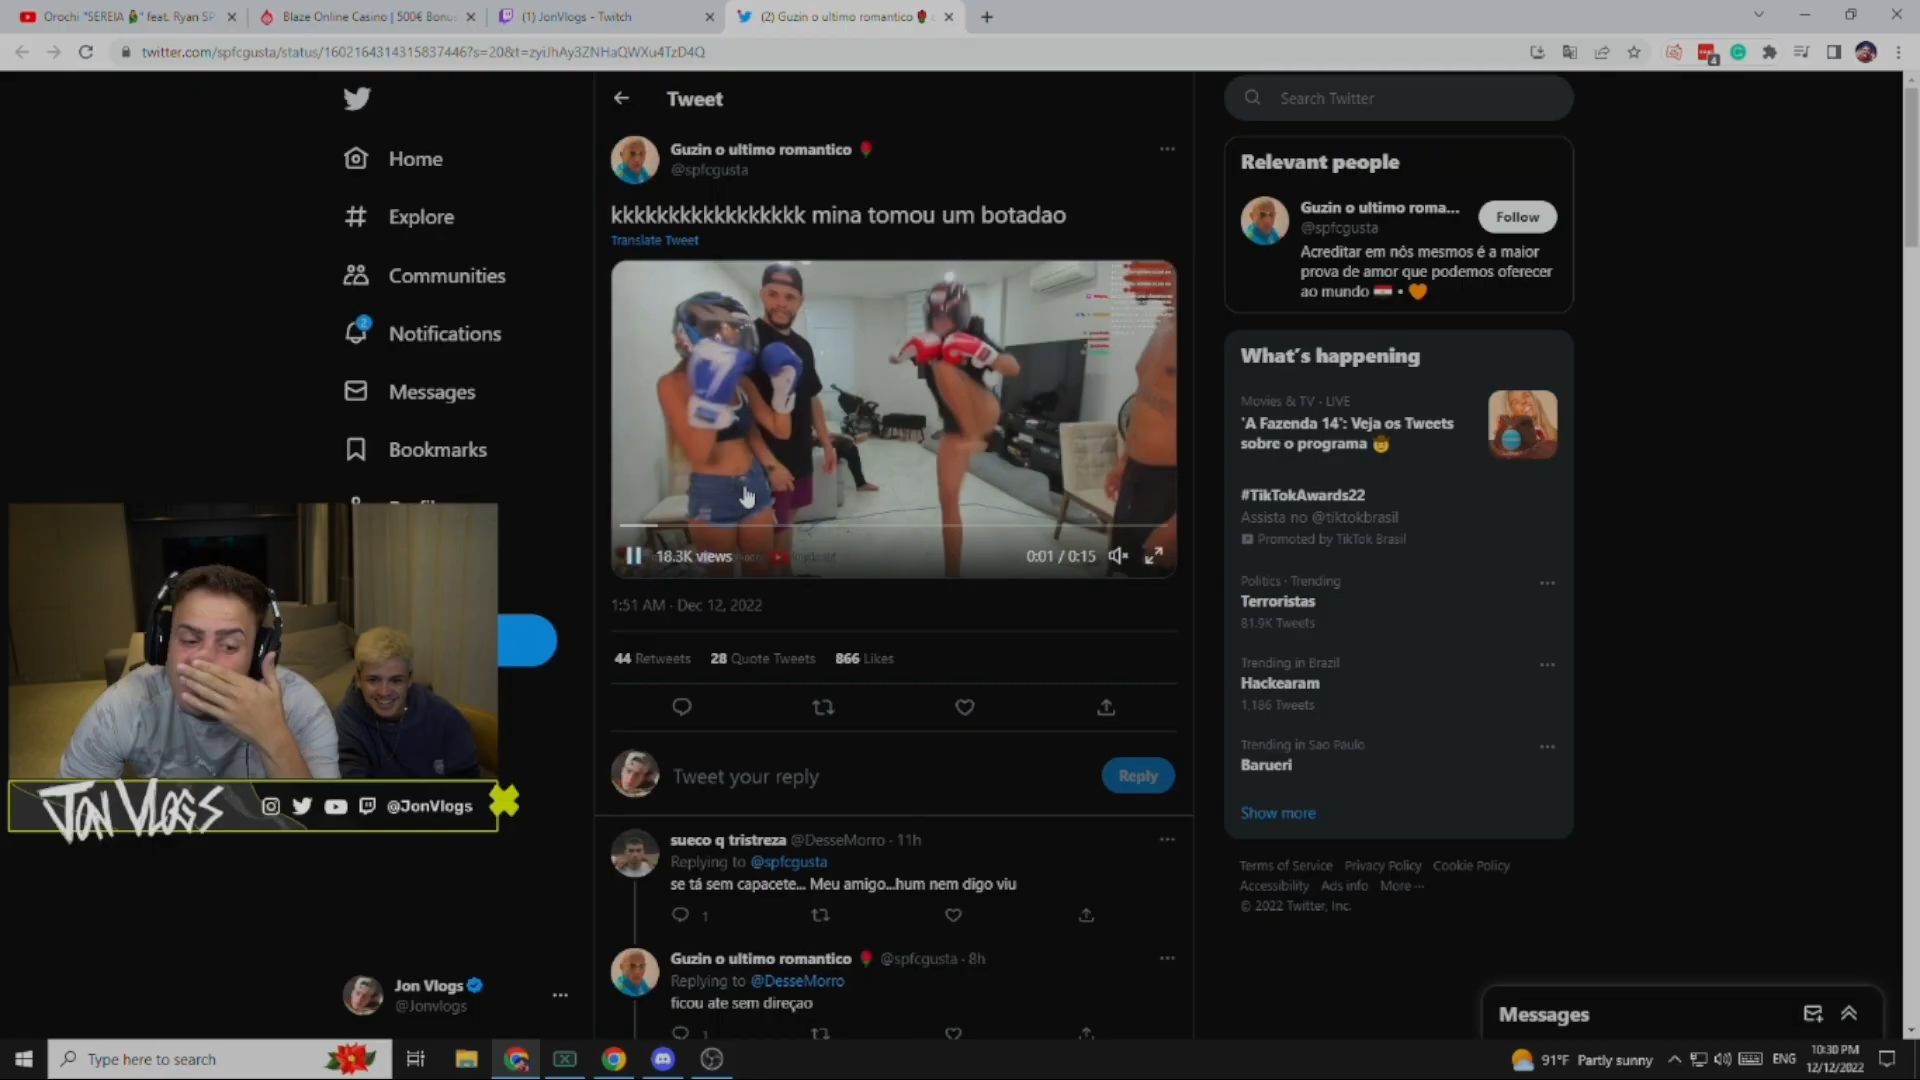 Orochi "SEREIA🧜" feat. Ryan SP
Blaze Online Casino | 500€ Bonu
(1) JonVlogs - Twitch
(2) Guzin o ultimo romantico 🌹
twitter.com/spfcgusta/status/1602164314315837446?s=20&t=zyiJhAy3ZNHaQWXu4TzD4Q
4
Home
Explore
Communities
2
Notifications
Messages
Bookmarks
Tweet
Guzin o ultimo romantico 🌹
@spfcgusta
kkkkkkkkkkkkkkkkk mina tomou um botadao
Translate Tweet
18.3K views
0:01 / 0:15
1:51 AM · Dec 12, 2022
44 Retweets 28 Quote Tweets 866 Likes
Tweet your reply
Reply
sueco q tristreza @DesseMorro · 11h
Replying to @spfcgusta
se tá sem capacete... Meu amigo...hum nem digo viu
1
Guzin o ultimo romantico 🌹 @spfcgusta · 8h
Replying to @DesseMorro
ficou ate sem direçao
1
Search Twitter
Relevant people
Guzin o ultimo roma...
@spfcgusta
Follow
Acreditar em nós mesmos é a maior
prova de amor que podemos oferecer
ao mundo 🇪🇬 • 🧡
What's happening
Movies & TV · LIVE
'A Fazenda 14': Veja os Tweets
sobre o programa 🤠
#TikTokAwards22
Assista no @tiktokbrasil
Promoted by TikTok Brasil
Politics · Trending
Terroristas
81.9K Tweets
Trending in Brazil
Hackearam
1,186 Tweets
Trending in Sao Paulo
Barueri
Show more
Terms of Service Privacy Policy Cookie Policy
Accessibility Ads info More ···
© 2022 Twitter, Inc.
JON VLOGS
@JonVlogs
Jon Vlogs
@Jonvlogs
Messages
Type here to search
91°F Partly sunny
ENG
10:30 PM
12/12/2022